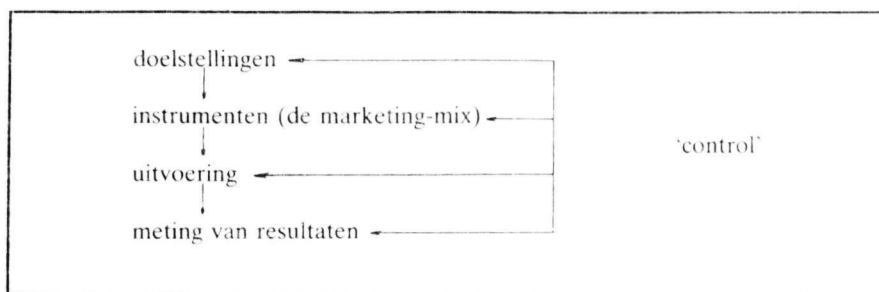 doelstellingen
instrumenten (de marketing-mix)
'control'
uitvoering
meting van resultaten